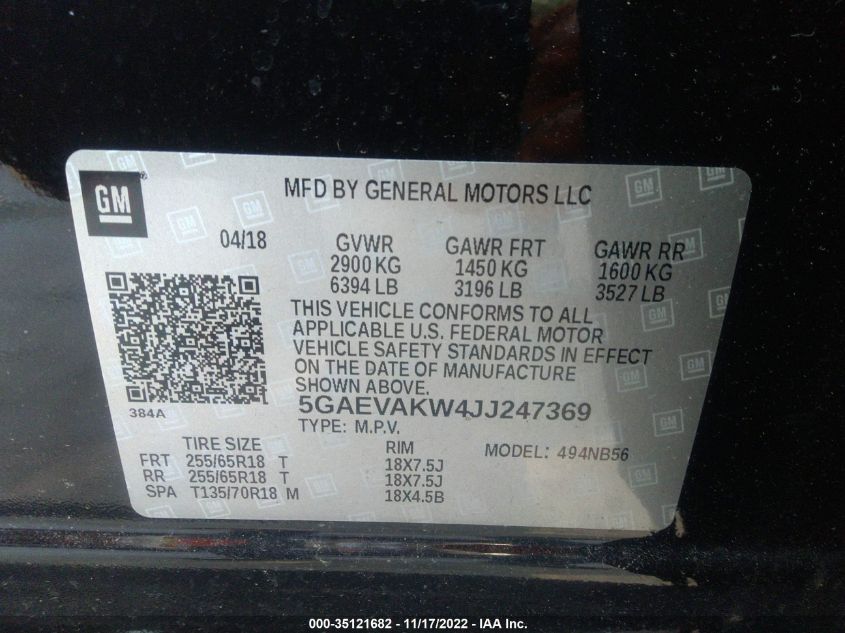 GM
MFD BY GENERAL MOTORS LLC
04/18 GVWR GAWR FRT GAWR RR
2900 KG 1450 KG 1600 KG
6394 LB 3196 LB 3527 LB
THIS VEHICLE CONFORMS TO ALL
APPLICABLE U.S. FEDERAL MOTOR
VEHICLE SAFETY STANDARDS IN EFFECT
ON THE DATE OF MANUFACTURE
SHOWN ABOVE.
384A
5GAEVAKW4JJ247369
TYPE: M.P.V.
TIRE SIZE RIM MODEL: 494NB56
FRT 255/65R18 T 18X7.5J
RR 255/65R18 T 18X7.5J
SPA T135/70R18 M 18X4.5B
000-35121682 - 11/17/2022 - IAA Inc.